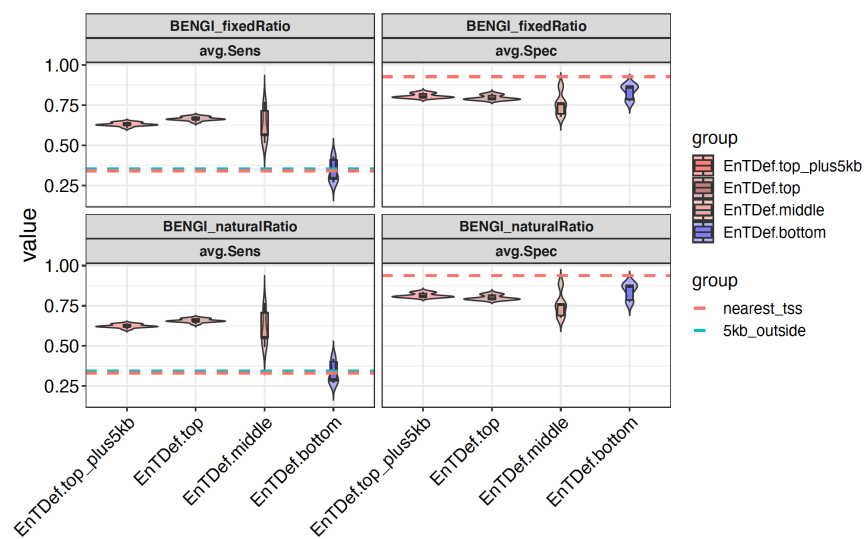 BENGI_fixedRatio
BENGI_fixedRatio
avg.Sens
avg.Spec
1.00
0.75
0.50
0.25
BENGI_naturalRatio
BENGI_naturalRatio
avg.Sens
avg.Spec
1.00
0.75
0.50
0.25
value
EnTDef.top_plus5kb
EnTDef.top
EnTDef.middle
EnTDef.bottom
EnTDef.top_plus5kb
EnTDef.top
EnTDef.middle
EnTDef.bottom
group
EnTDef.top_plus5kb
EnTDef.top
EnTDef.middle
EnTDef.bottom
group
nearest_tss
5kb_outside